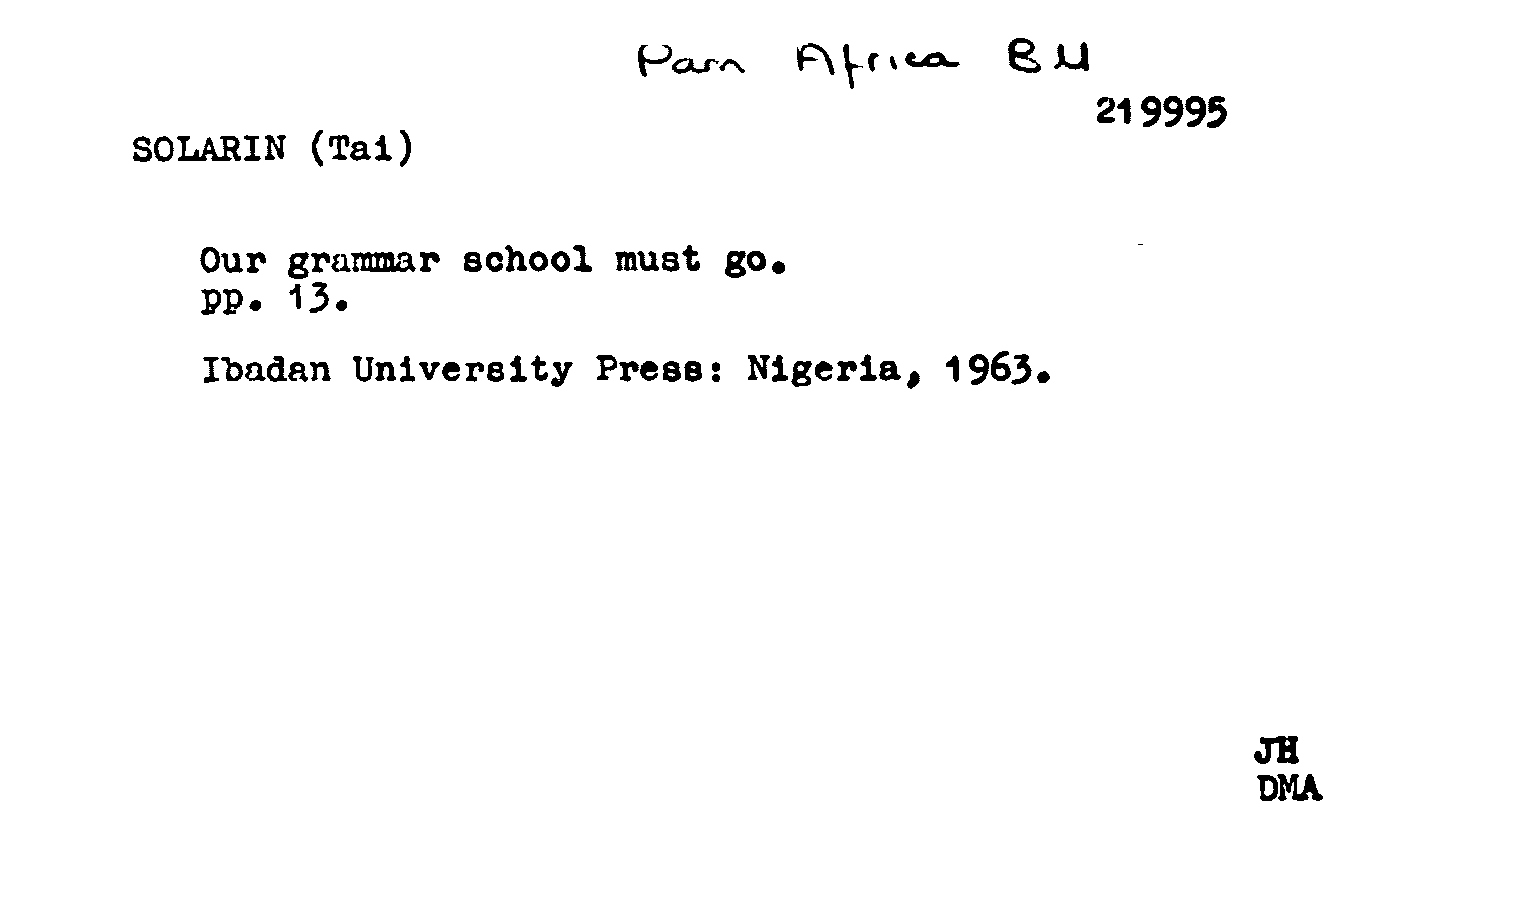 Pam Africa BU
219995
SOLARIN (Tai)
Our grammar school must go.
pp. 13.
Ibadan University Press: Nigeria, 1963.
JH
DMA